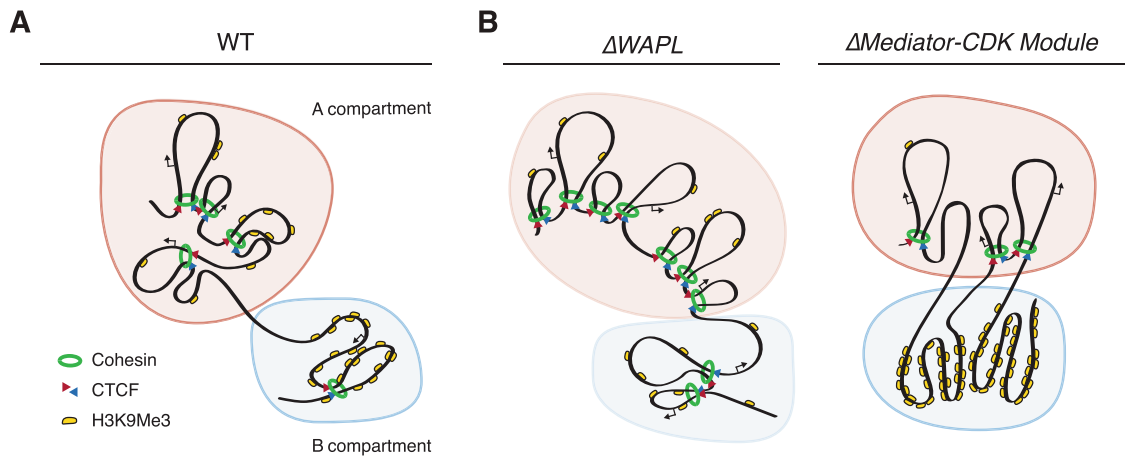 A
WT
A compartment
Cohesin
CTCF
H3K9Me3
B compartment
B
ΔWAPL
ΔMediator-CDK Module